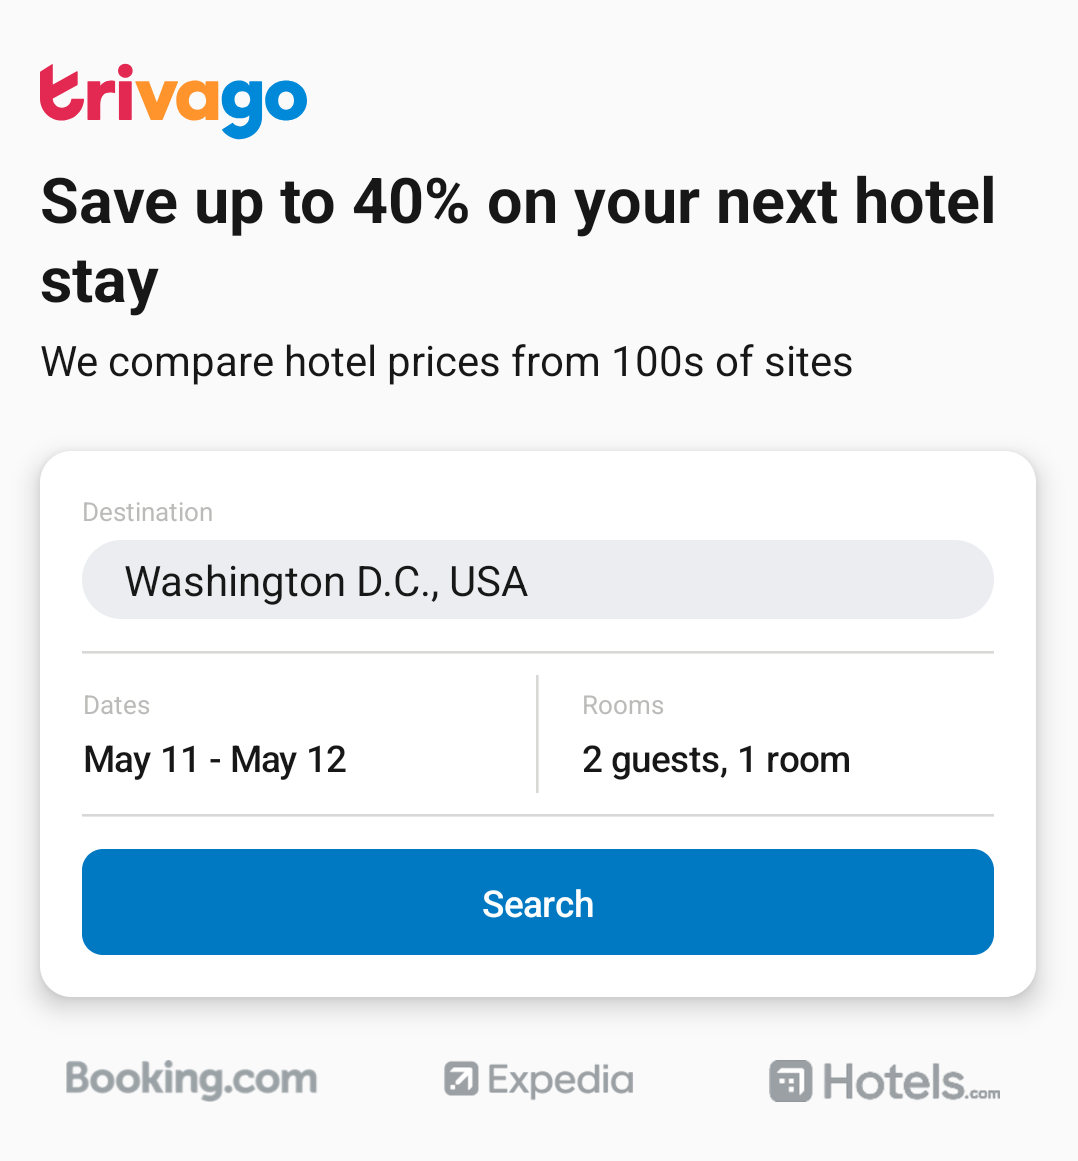 trivago
Save up to 40% on your next hotel
stay
We compare hotel prices from 100s of sites
Destination
Washington D.C., USA
Dates
May 11 - May 12
Rooms
2 guests, 1 room
Search
Booking.com
Expedia
Hotels.com